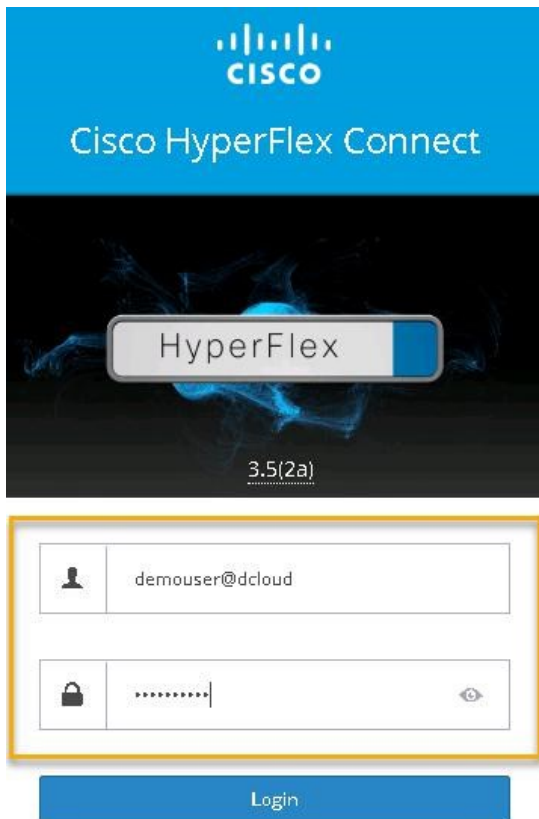 CISCO
Cisco HyperFlex Connect
HyperFlex
3.5(2a)
demouser@dcloud
••••••••••
Login